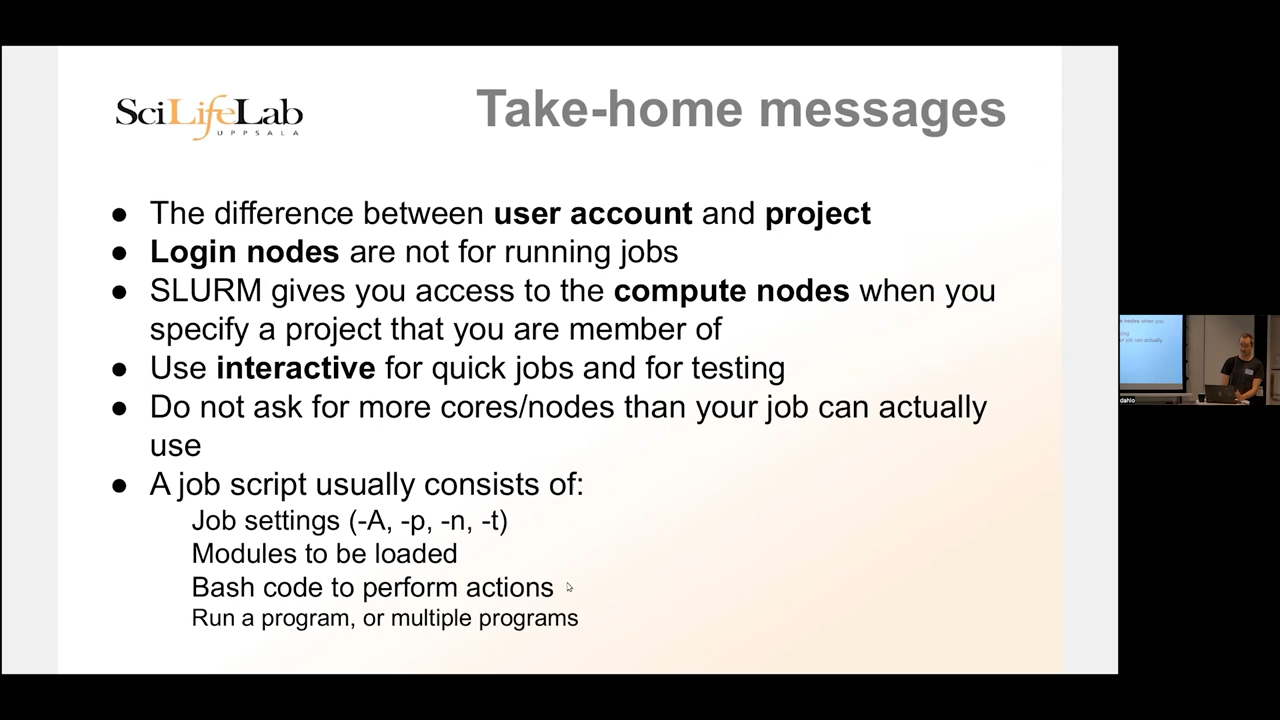 SciLifeLab
UPPSALA
Take-home messages
● The difference between user account and project
● Login nodes are not for running jobs
● SLURM gives you access to the compute nodes when you
specify a project that you are member of
● Use interactive for quick jobs and for testing
● Do not ask for more cores/nodes than your job can actually
use
● A job script usually consists of:
Job settings (-A, -p, -n, -t)
Modules to be loaded
Bash code to perform actions
Run a program, or multiple programs
dahlo